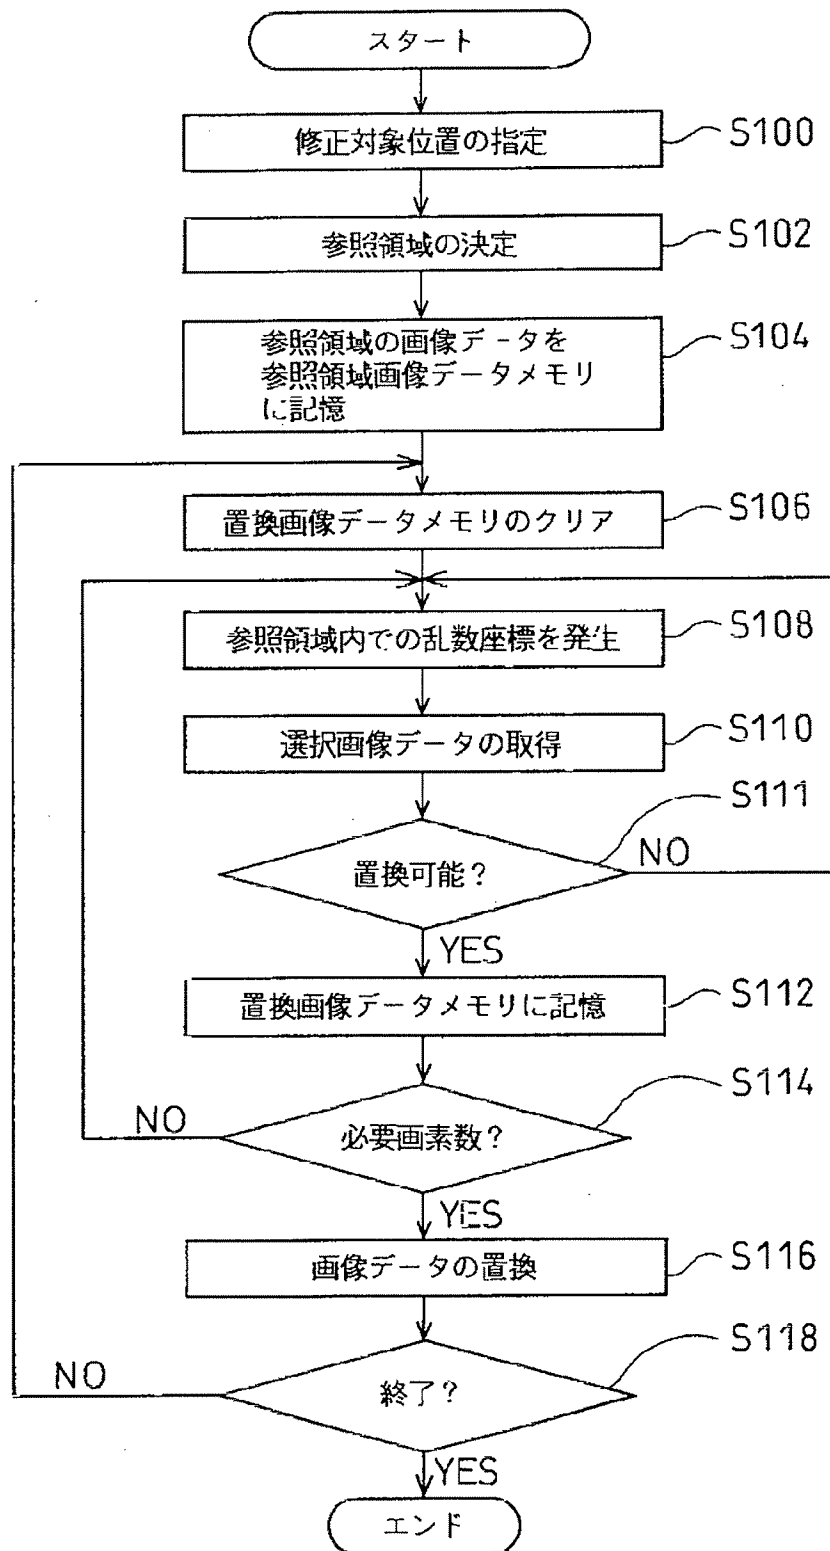 スタート
修正対象位置の指定
S100
参照領域の決定
S102
参照領域の画像データを
参照領域画像データメモリ
に記憶
S104
置換画像データメモリのクリア
S106
参照領域内での乱数座標を発生
S108
選択画像データの取得
S110
S111
置換可能?
NO
YES
置換画像データメモリに記憶
S112
S114
必要画素数?
NO
YES
画像データの置換
S116
S118
終了?
NO
YES
エンド